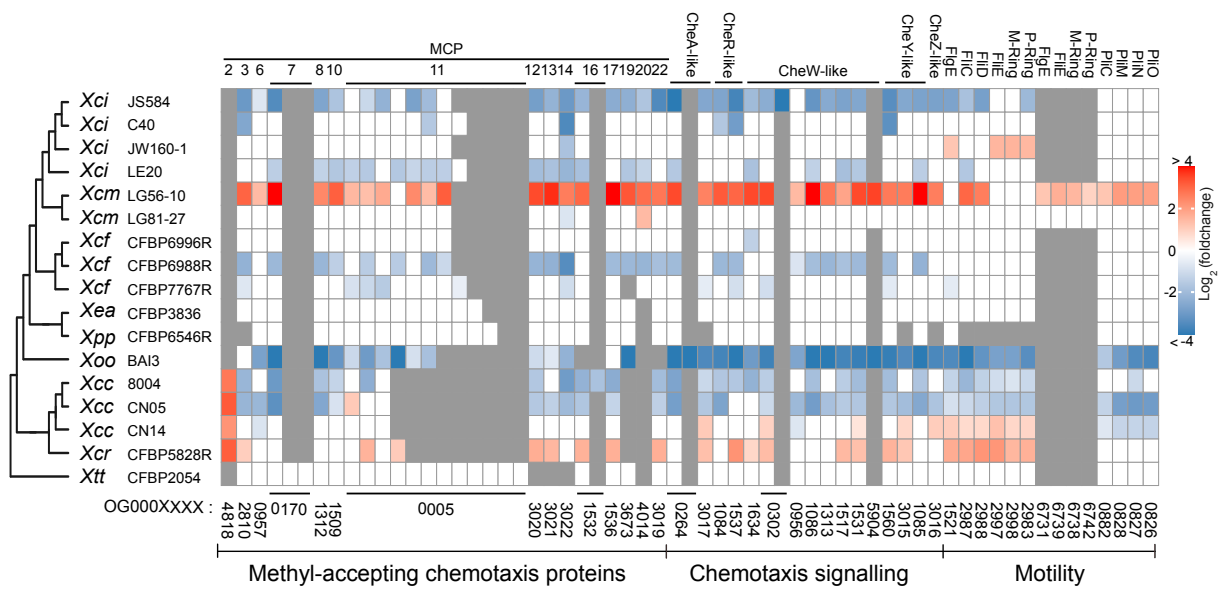 MCP
CheA-like
CheR-like
CheW-like
CheY-like
CheZ-like
FlgE
FliC
FliD
FliE
M-Ring
P-Ring
FlgE
FliE
M-Ring
P-Ring
PilC
PilM
PilN
PilO
2 3 6 7 8 10 11 12 13 14 16 17 19 20 22
Xci JS584
Xci C40
Xci JW160-1
Xci LE20
Xcm LG56-10
Xcm LG81-27
Xcf CFBP6996R
Xcf CFBP6988R
Xcf CFBP7767R
Xea CFBP3836
Xpp CFBP6546R
Xoo BAI3
Xcc 8004
Xcc CN05
Xcc CN14
Xcr CFBP5828R
Xtt CFBP2054
> 4
2
0
-2
< -4
Log2 (foldchange)
OG000XXXX :
4818
2810
0957
0170
1312
1509
0005
3020
3021
3022
1532
1536
3673
4014
3019
0264
3017
1084
1537
1634
0302
0956
1086
1313
1517
1531
5904
1560
3015
1085
3016
1521
2987
2988
2997
2998
2983
6731
6739
6738
6742
0882
0828
0827
0826
Methyl-accepting chemotaxis proteins
Chemotaxis signalling
Motility